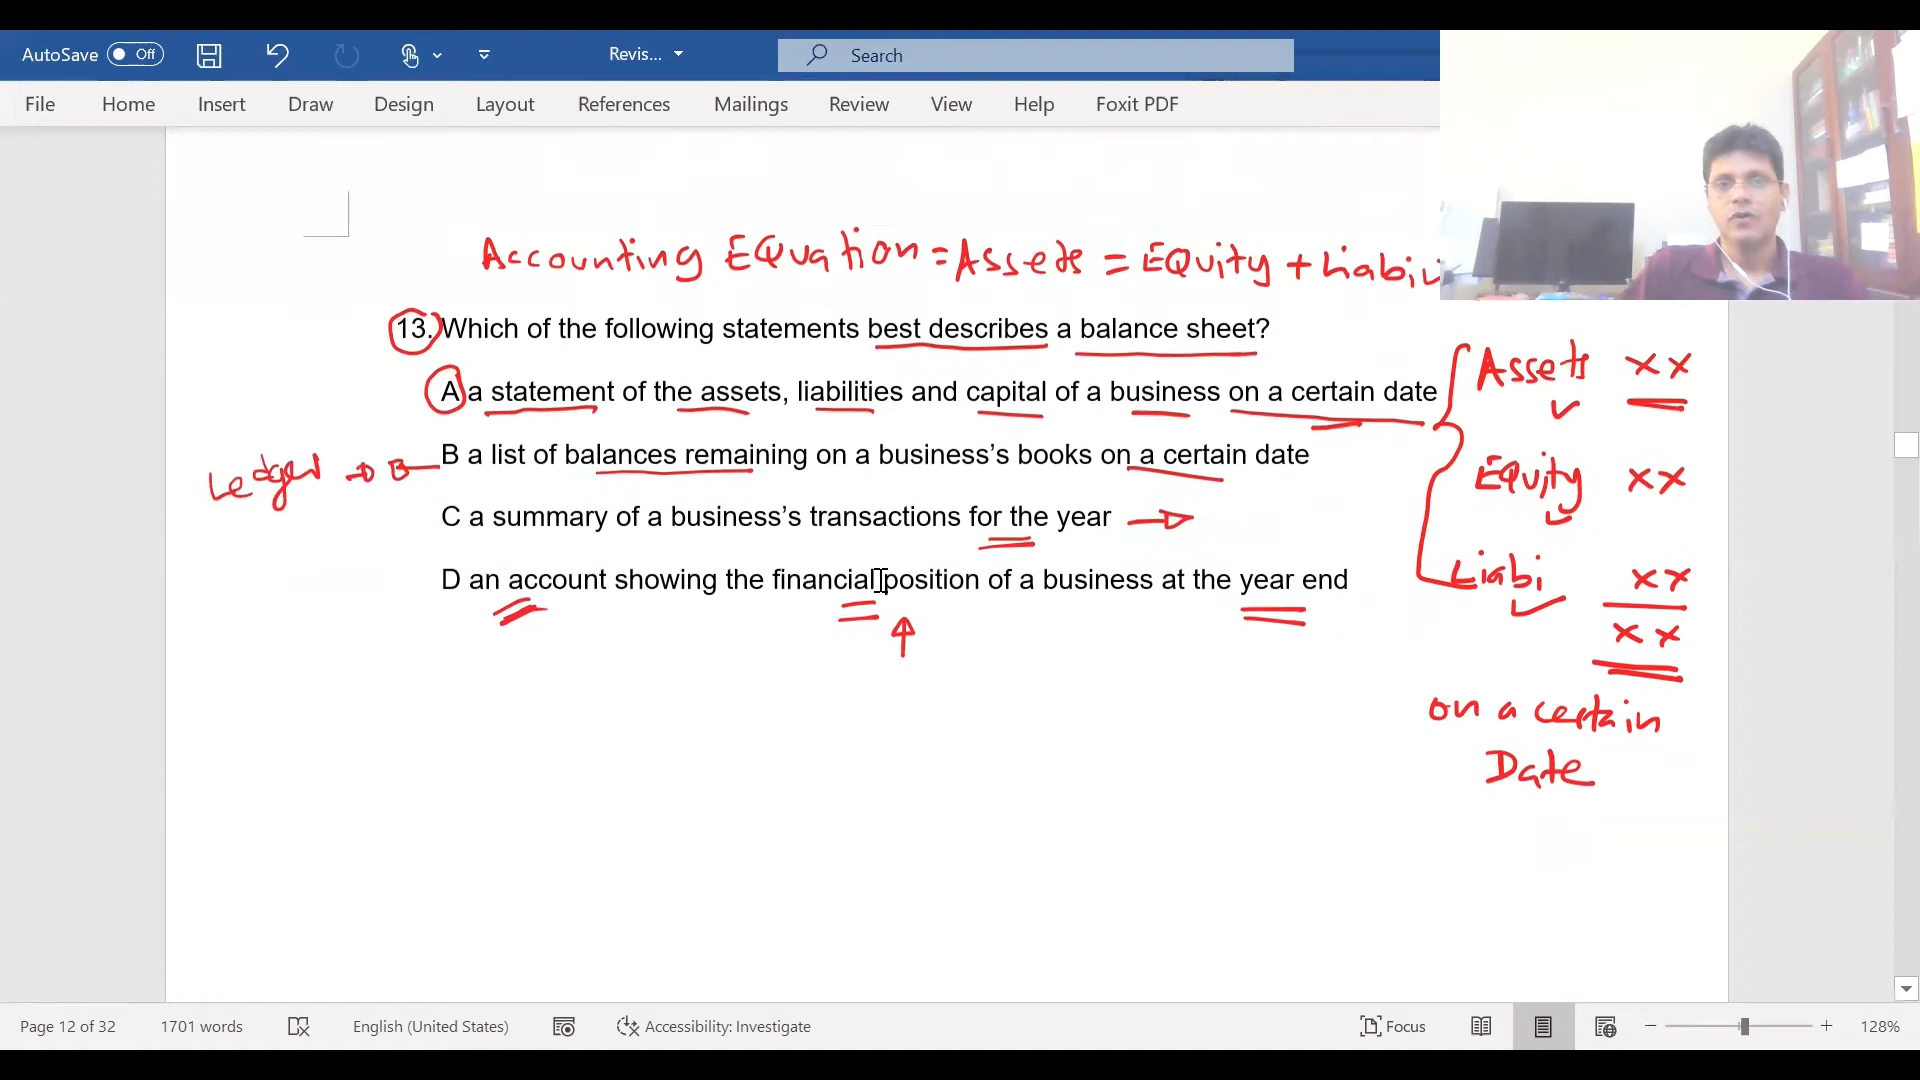 AutoSave Off Revis... Search
File Home Insert Draw Design Layout References Mailings Review View Help Foxit PDF
Accounting EQuation = Assets = EQuity + Liabili
13. Which of the following statements best describes a balance sheet?
A a statement of the assets, liabilities and capital of a business on a certain date
B a list of balances remaining on a business's books on a certain date
Ledger → B
C a summary of a business's transactions for the year
D an account showing the financial position of a business at the year end
Assets xx
EQuity xx
Liabi xx
xx
on a certain
Date
Page 12 of 32 1701 words English (United States) Accessibility: Investigate Focus 128%